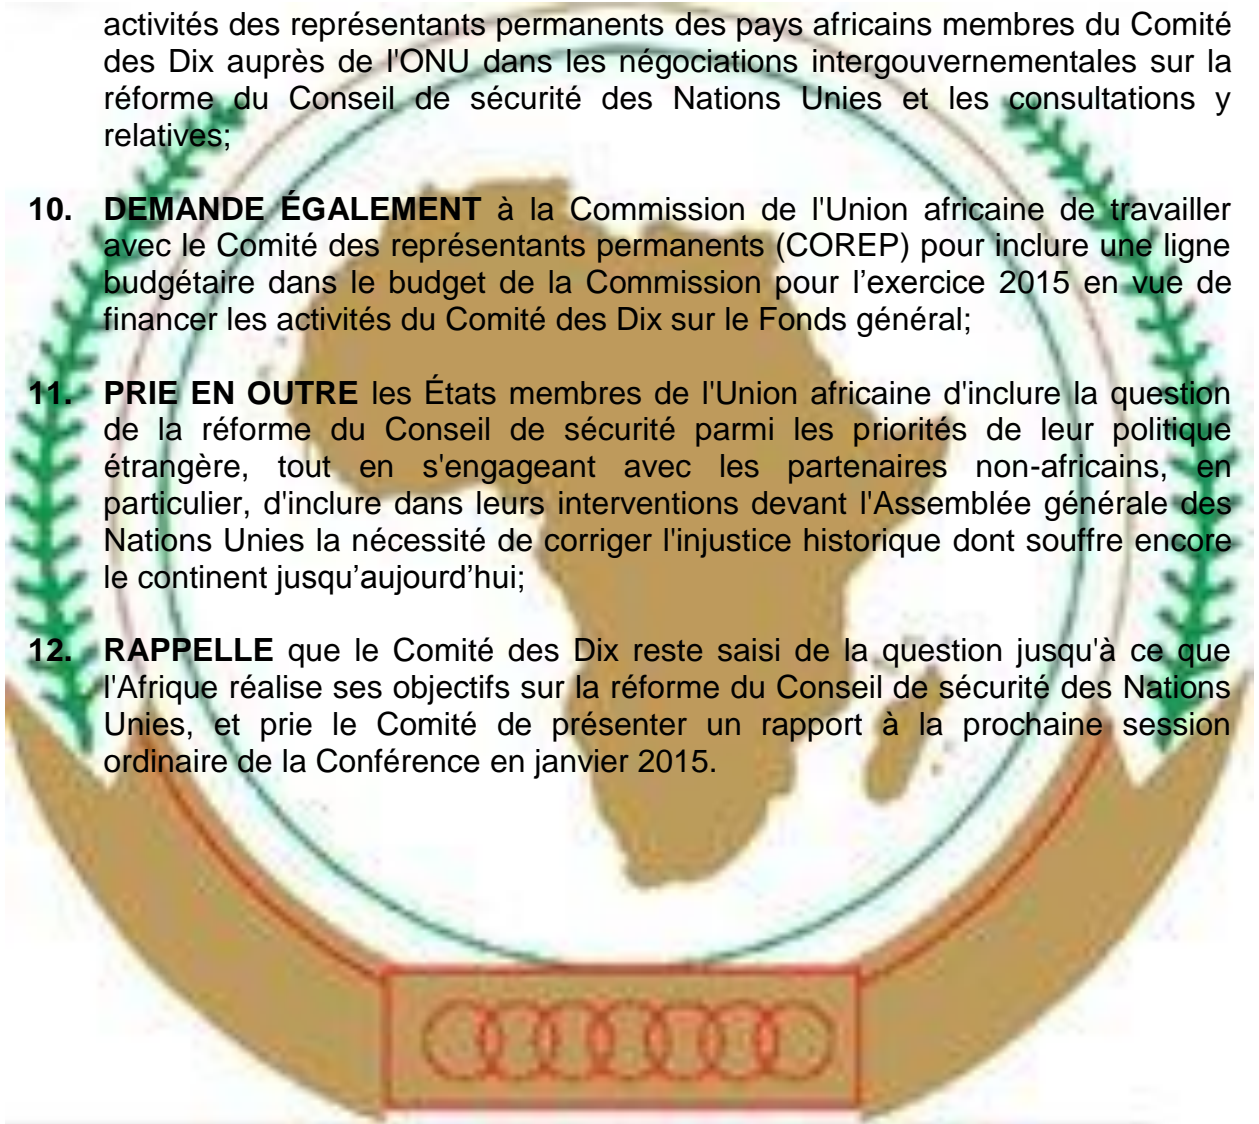 activités des représentants permanents des pays africains membres du Comité
des Dix auprès de l'ONU dans les négociations intergouvernementales sur la
réforme du Conseil de sécurité des Nations Unies et les consultations y
relatives;
10. DEMANDE ÉGALEMENT à la Commission de l'Union africaine de travailler
avec le Comité des représentants permanents (COREP) pour inclure une ligne
budgétaire dans le budget de la Commission pour l’exercice 2015 en vue de
financer les activités du Comité des Dix sur le Fonds général;
11. PRIE EN OUTRE les États membres de l'Union africaine d'inclure la question
de la réforme du Conseil de sécurité parmi les priorités de leur politique
étrangère, tout en s'engageant avec les partenaires non-africains, en
particulier, d'inclure dans leurs interventions devant l'Assemblée générale des
Nations Unies la nécessité de corriger l'injustice historique dont souffre encore
le continent jusqu’aujourd’hui;
12. RAPPELLE que le Comité des Dix reste saisi de la question jusqu'à ce que
l'Afrique réalise ses objectifs sur la réforme du Conseil de sécurité des Nations
Unies, et prie le Comité de présenter un rapport à la prochaine session
ordinaire de la Conférence en janvier 2015.